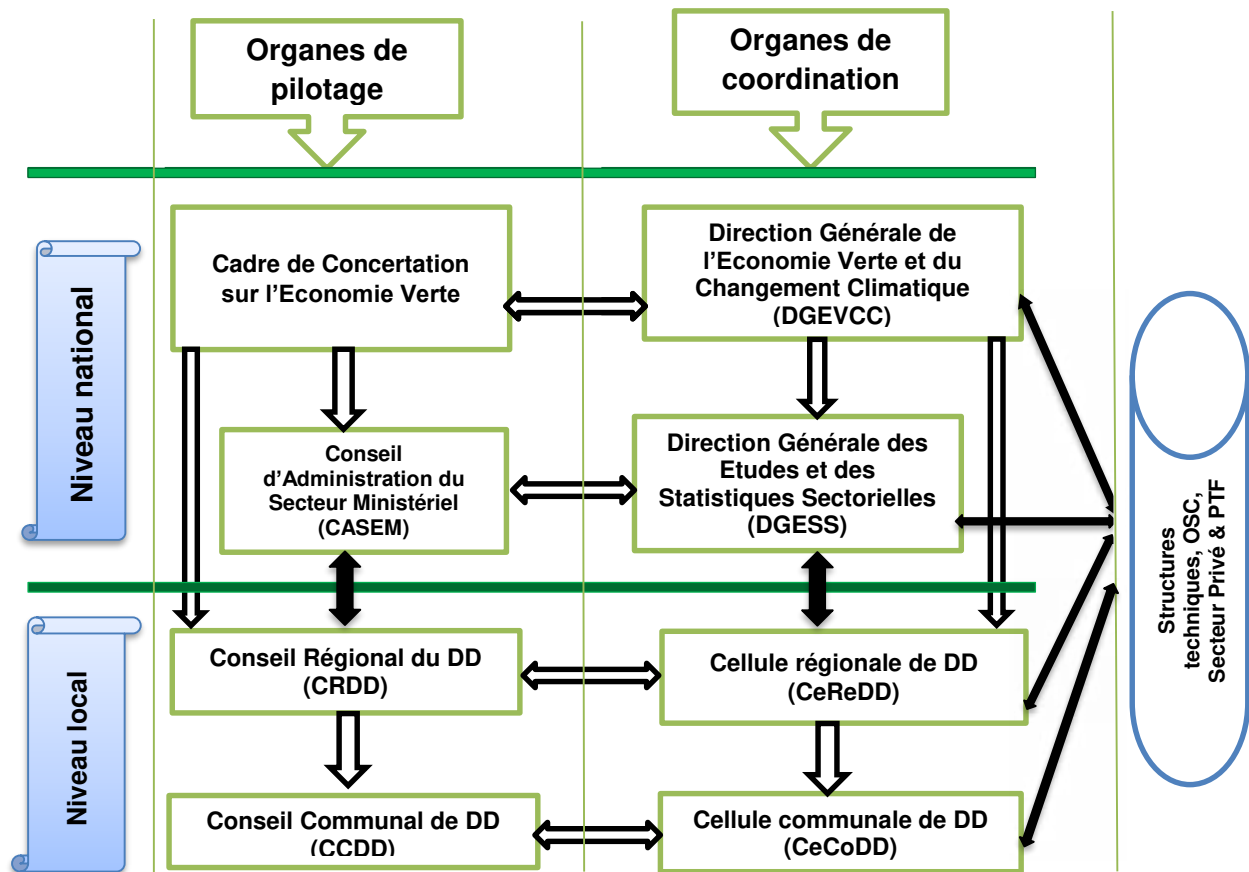 Organes de
pilotage
Organes de
coordination
Niveau national
Cadre de Concertation
sur l’Economie Verte
Direction Générale de
l’Economie Verte et du
Changement Climatique
(DGEVCC)
Conseil
d’Administration du
Secteur Ministériel
(CASEM)
Direction Générale des
Etudes et des
Statistiques Sectorielles
(DGESS)
Structures
techniques, OSC,
Secteur Privé & PTF
Niveau local
Conseil Régional du DD
(CRDD)
Cellule régionale de DD
(CeReDD)
Conseil Communal de DD
(CCDD)
Cellule communale de DD
(CeCoDD)